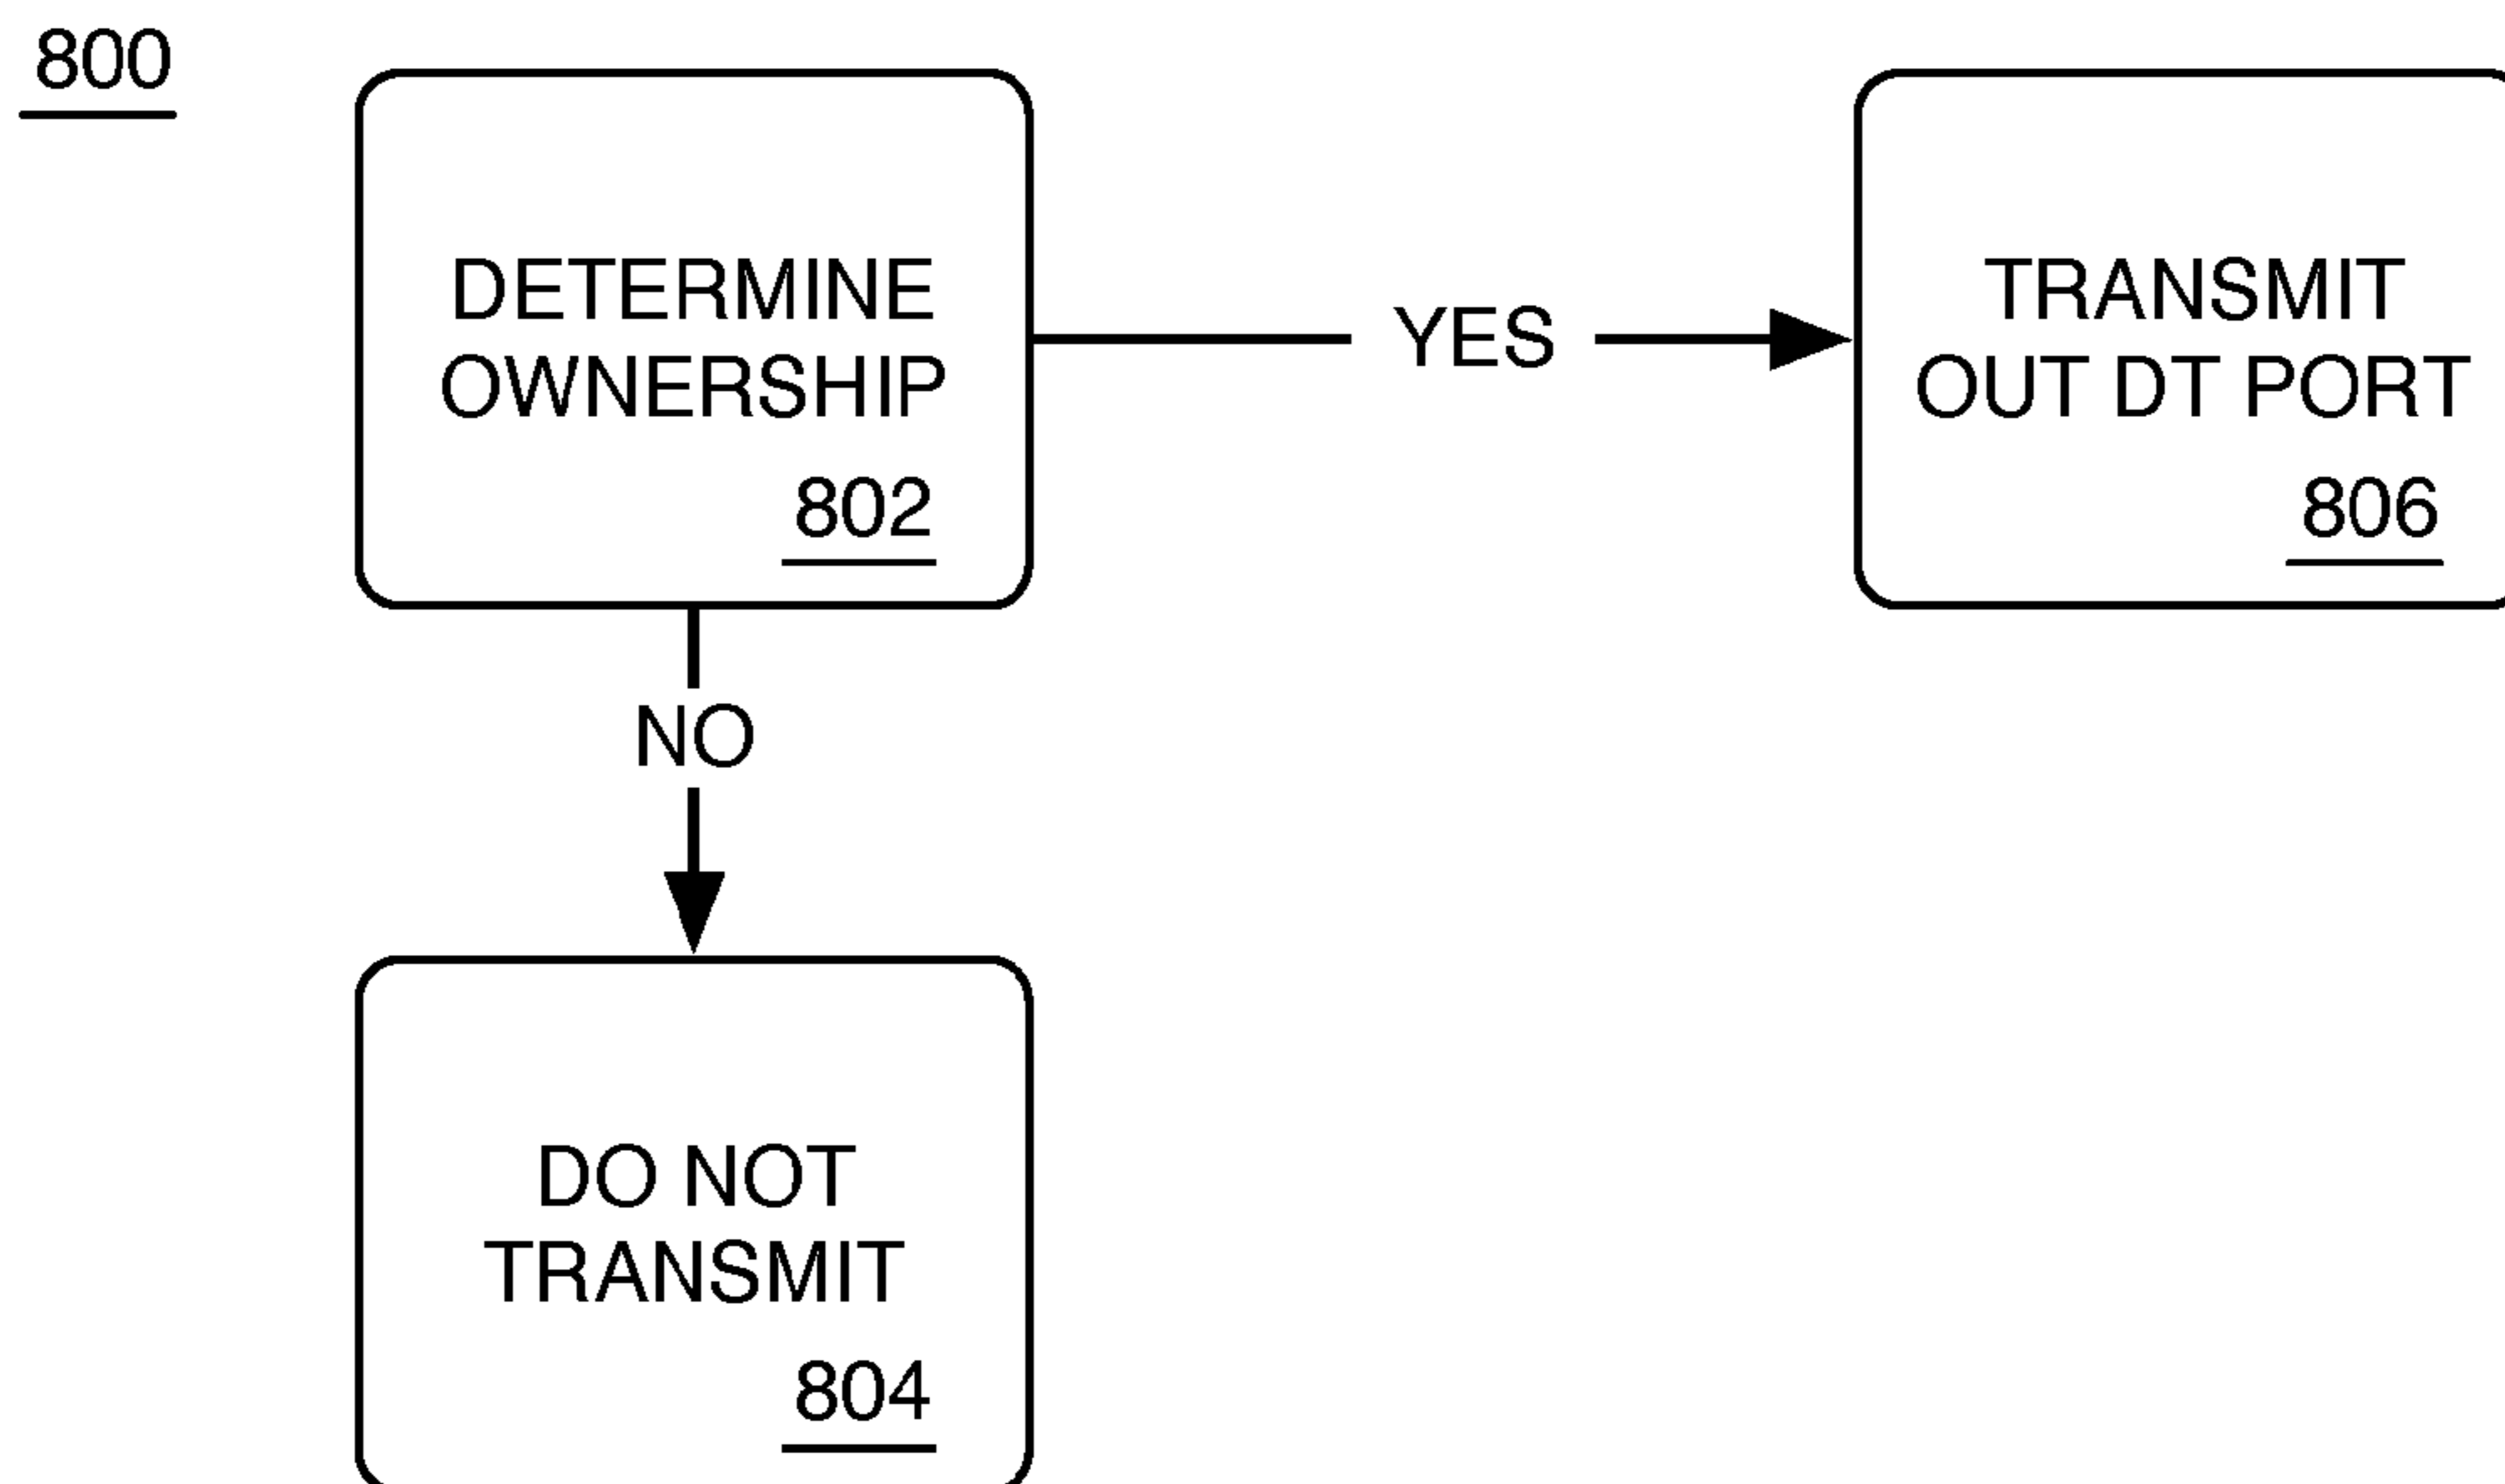 800
DETERMINE
OWNERSHIP
802
YES
TRANSMIT
OUT DT PORT
806
NO
DO NOT
TRANSMIT
804